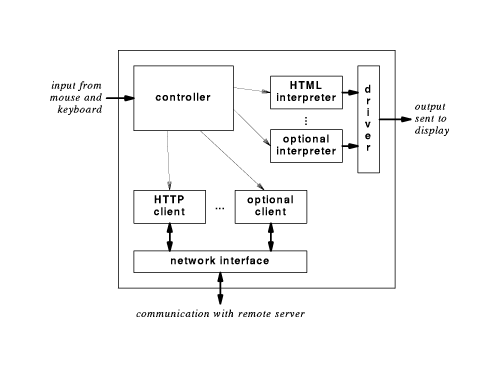 input from
mouse and
keyboard
controller
HTML
interpreter
...
optional
interpreter
driver
output
sent to
display
HTTP
client
...
optional
client
network interface
communication with remote server